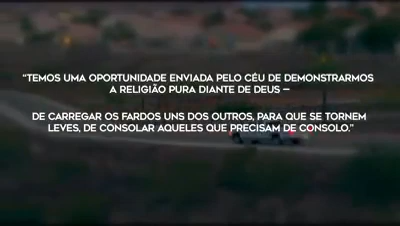 “TEMOS UMA OPORTUNIDADE ENVIADA PELO CÉU DE DEMONSTRARMOS
A RELIGIÃO PURA DIANTE DE DEUS —
DE CARREGAR OS FARDOS UNS DOS OUTROS, PARA QUE SE TORNEM
LEVES, DE CONSOLAR AQUELES QUE PRECISAM DE CONSOLO.”